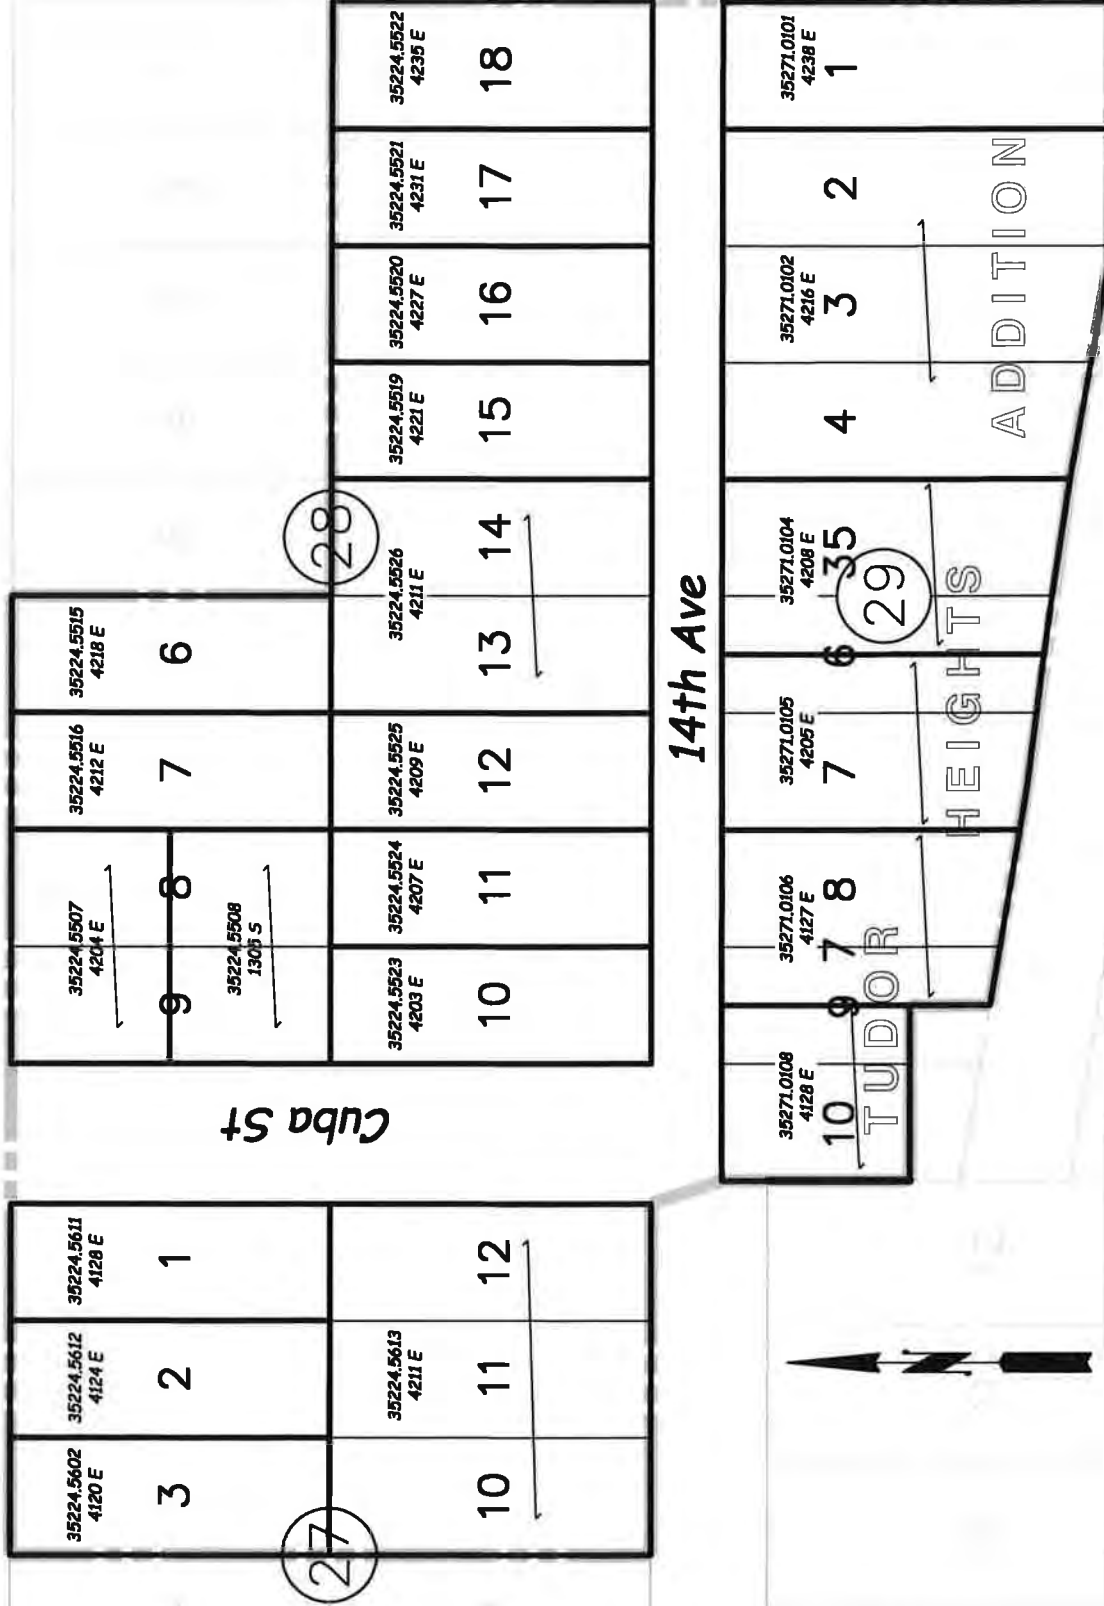 35224.5602
4120 E
3
35224.5612
4124 E
2
35224.5611
4128 E
1
27
10
35224.5613
4211 E
11
12
Cuba St
35224.5507
4204 E
9
8
35224.5508
1305 S
35224.5516
4212 E
7
35224.5515
4218 E
6
28
35224.5523
4203 E
10
35224.5524
4207 E
11
35224.5525
4209 E
12
35224.5526
4211 E
13
14
35224.5519
4221 E
15
35224.5520
4227 E
16
35224.5521
4231 E
17
35224.5522
4235 E
18
14th Ave
35271.0108
4128 E
10
9
35271.0106
4127 E
7
8
35271.0105
4205 E
7
6
35271.0104
4208 E
35
29
4
35271.0102
4216 E
3
2
35271.0101
4238 E
1
TUDOR
HEIGHTS
ADDITION
N